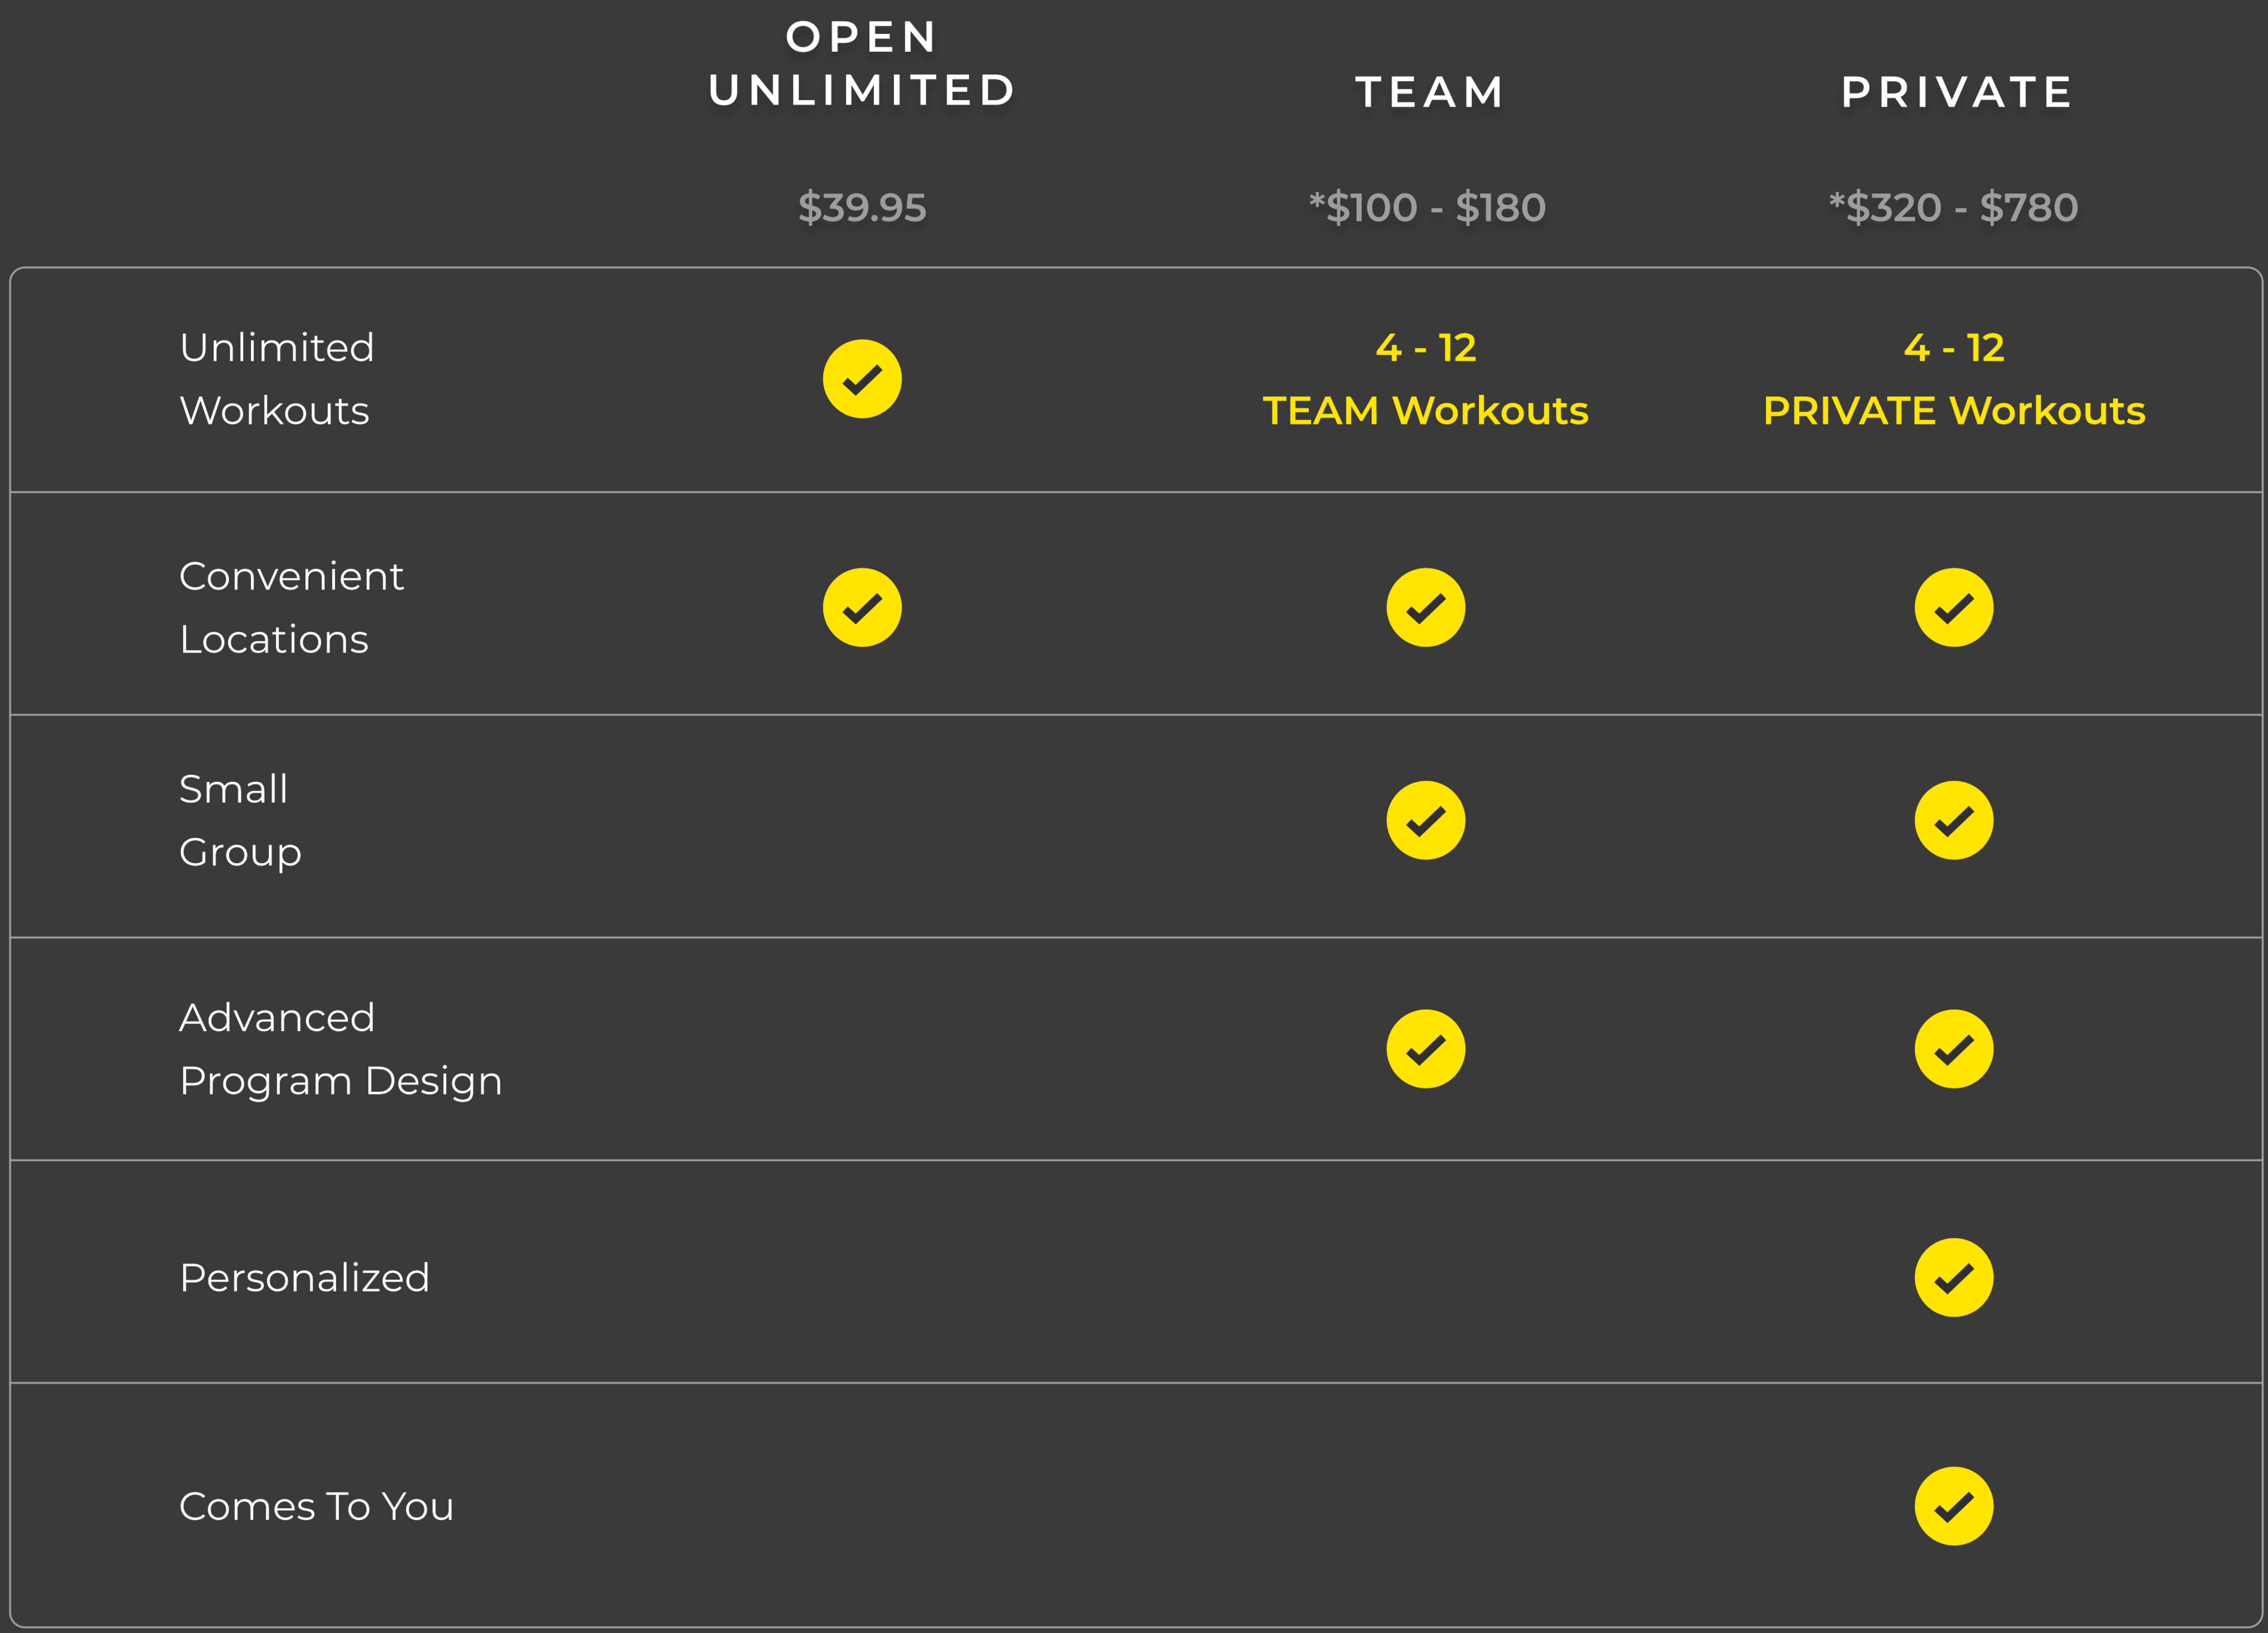 OPEN
UNLIMITED
TEAM
PRIVATE
$39.95
*$100 - $180
*$320 - $780
Unlimited
Workouts
4 - 12
TEAM Workouts
4 - 12
PRIVATE Workouts
Convenient
Locations
Small
Group
Advanced
Program Design
Personalized
Comes To You